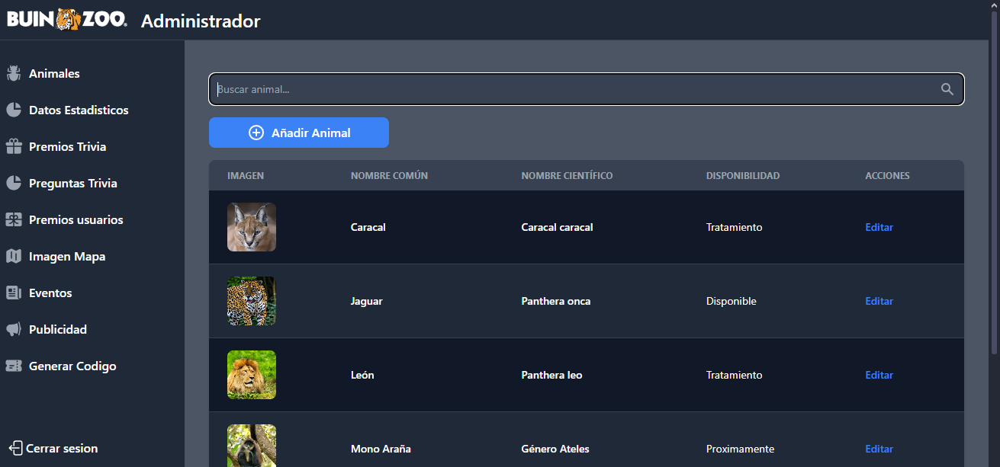 BUIN ZOO. Administrador
Animales
Datos Estadisticos
Premios Trivia
Preguntas Trivia
Premios usuarios
Imagen Mapa
Eventos
Publicidad
Generar Codigo
Cerrar sesion
Buscar animal...
Añadir Animal
IMAGEN NOMBRE COMÚN NOMBRE CIENTÍFICO DISPONIBILIDAD ACCIONES
Caracal Caracal caracal Tratamiento Editar
Jaguar Panthera onca Disponible Editar
León Panthera leo Tratamiento Editar
Mono Araña Género Ateles Proximamente Editar